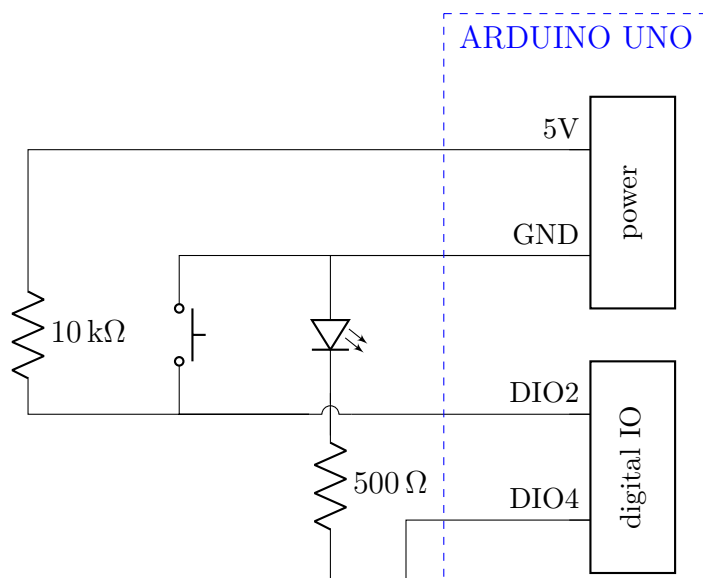 ARDUINO UNO
5V
GND
power
10 kΩ
DIO2
500 Ω
DIO4
digital IO